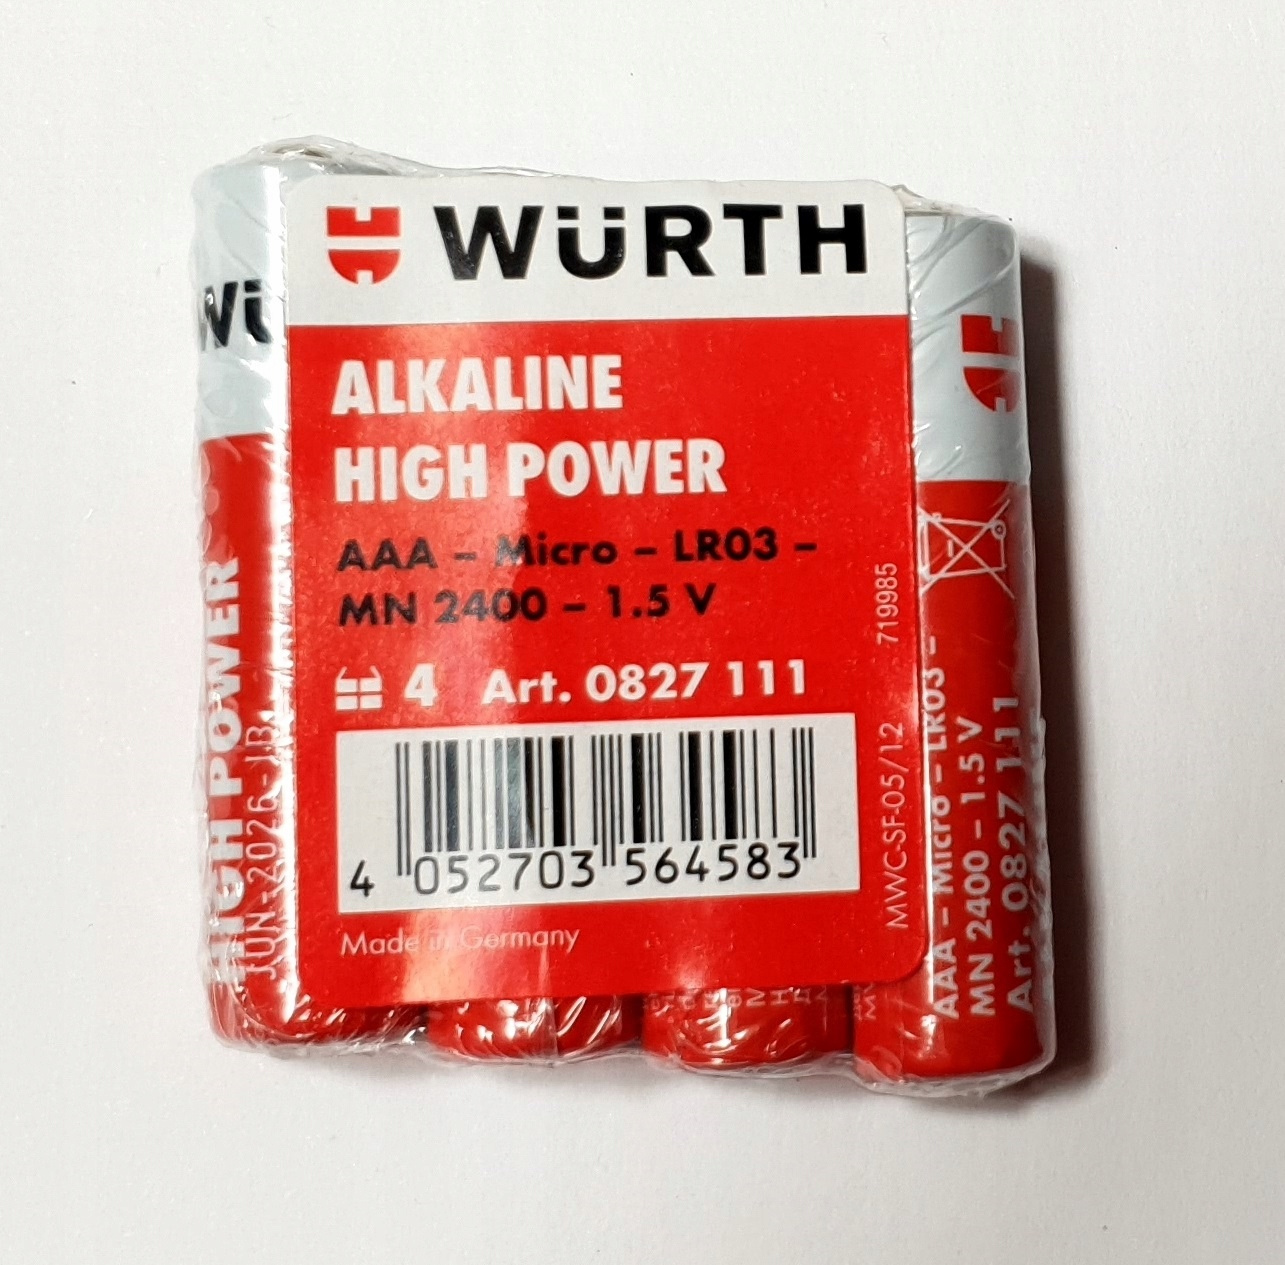 WÜRTH
ALKALINE
HIGH POWER
AAA – Micro – LR03 –
MN 2400 – 1.5 V
4 Art. 0827 111
4 052703 564583
Made in Germany
719985
MWC-SF-05/12
WÜ
HIGH POWER
JUN-2026-JB
AAA – Micro – LR03 –
MN 2400 – 1.5 V
Art. 0827 111